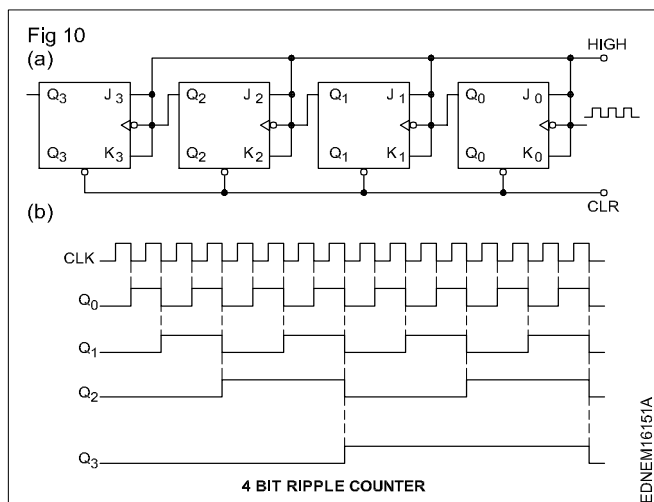 Fig 10
(a)
HIGH
Q3 J3 Q2 J2 Q1 J1 Q0 J0
Q3 K3 Q2 K2 Q1 K1 Q0 K0
CLR
(b)
CLK
Q0
Q1
Q2
Q3
4 BIT RIPPLE COUNTER
EDNEM16151A